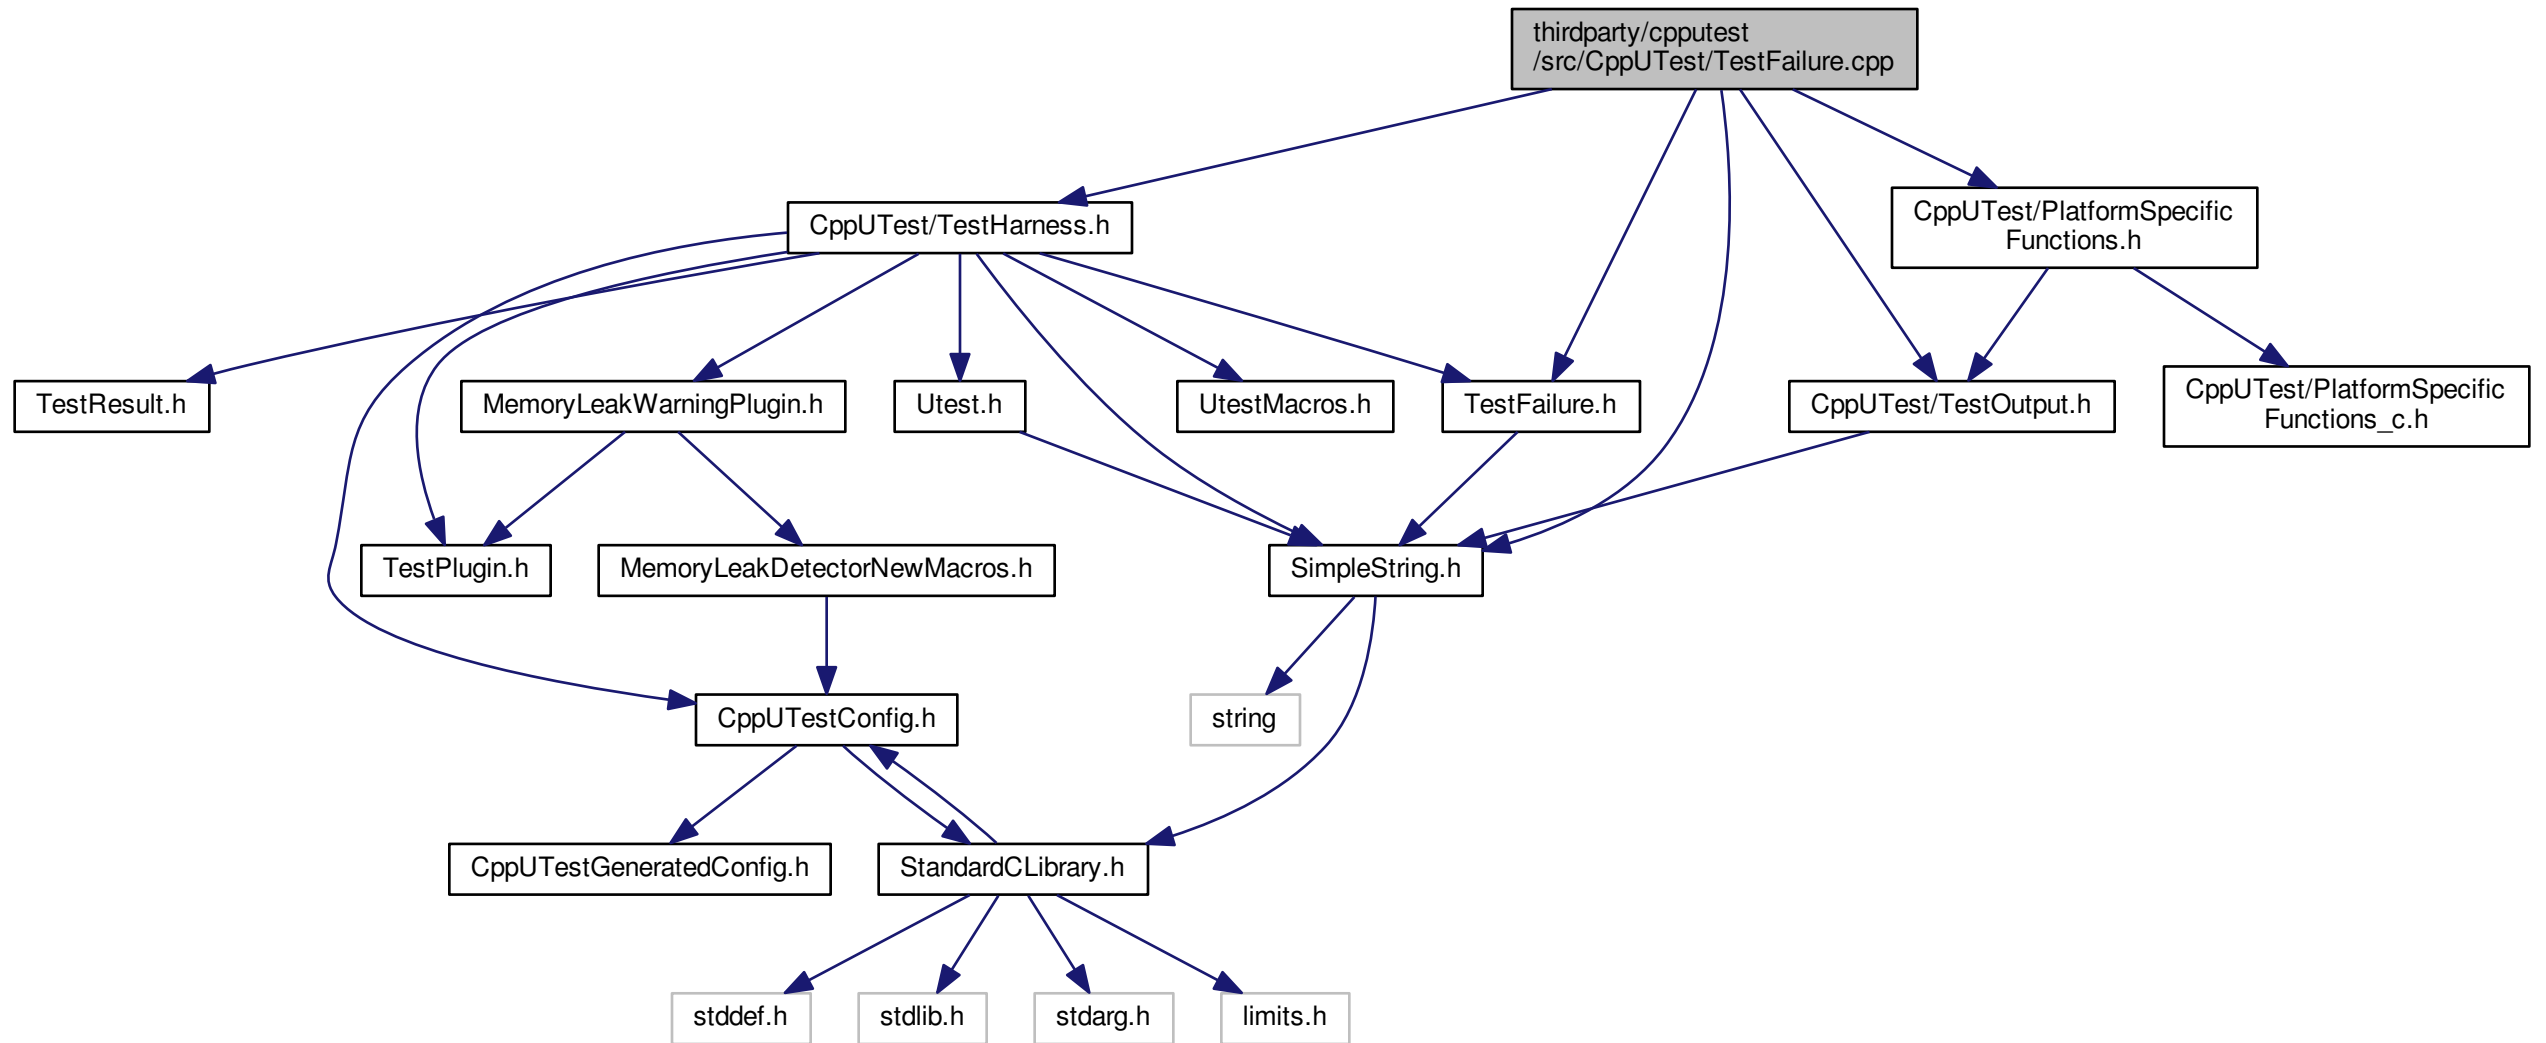 thirdparty/cpputest
/src/CppUTest/TestFailure.cpp
CppUTest/TestHarness.h
CppUTest/PlatformSpecific
Functions.h
TestResult.h
MemoryLeakWarningPlugin.h
Utest.h
UtestMacros.h
TestFailure.h
CppUTest/TestOutput.h
CppUTest/PlatformSpecific
Functions_c.h
TestPlugin.h
MemoryLeakDetectorNewMacros.h
SimpleString.h
CppUTestConfig.h
string
CppUTestGeneratedConfig.h
StandardCLibrary.h
stddef.h
stdlib.h
stdarg.h
limits.h